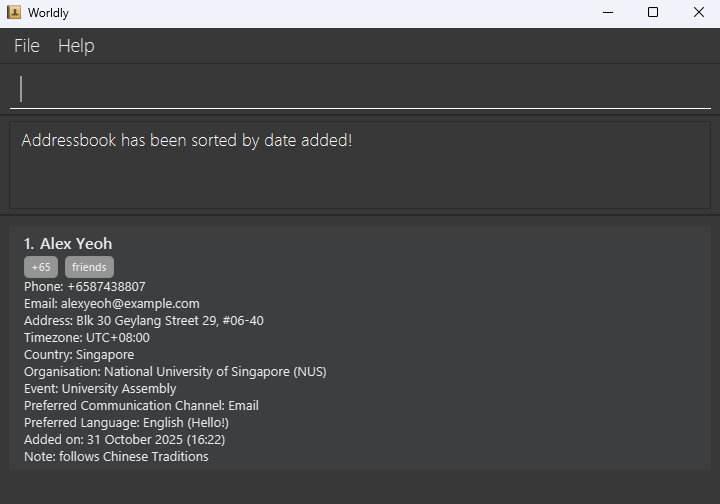 Worldly
File Help
Addressbook has been sorted by date added!
1. Alex Yeoh
+65 friends
Phone: +6587438807
Email: alexyeoh@example.com
Address: Blk 30 Geylang Street 29, #06-40
Timezone: UTC+08:00
Country: Singapore
Organisation: National University of Singapore (NUS)
Event: University Assembly
Preferred Communication Channel: Email
Preferred Language: English (Hello!)
Added on: 31 October 2025 (16:22)
Note: follows Chinese Traditions